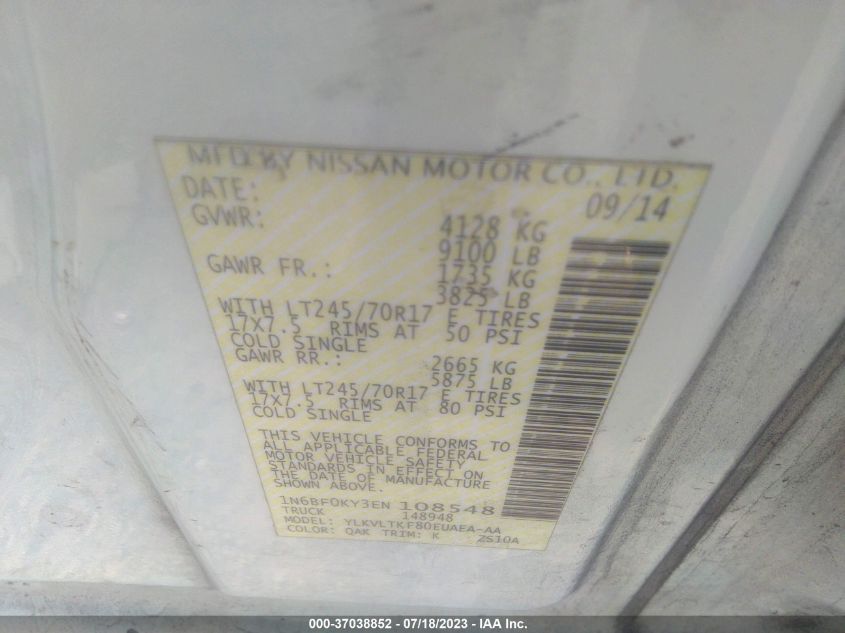 MFD BY NISSAN MOTOR CO., LTD.
DATE: 09/14
GVWR: 4128 KG
9100 LB
GAWR FR.: 1735 KG
3825 LB
WITH LT245/70R17 E TIRES
17X7.5 RIMS AT 50 PSI
COLD SINGLE
GAWR RR.: 2665 KG
5875 LB
WITH LT245/70R17 E TIRES
17X7.5 RIMS AT 80 PSI
COLD SINGLE
THIS VEHICLE CONFORMS TO
ALL APPLICABLE FEDERAL
MOTOR VEHICLE SAFETY
STANDARDS IN EFFECT ON
THE DATE OF MANUFACTURE
SHOWN ABOVE.
1N6BF0KY3EN 108548
TRUCK 148948
MODEL: YLKVLTKF80EUAEA-AA
COLOR: QAK TRIM: K ZS10A
000-37038852 - 07/18/2023 - IAA Inc.